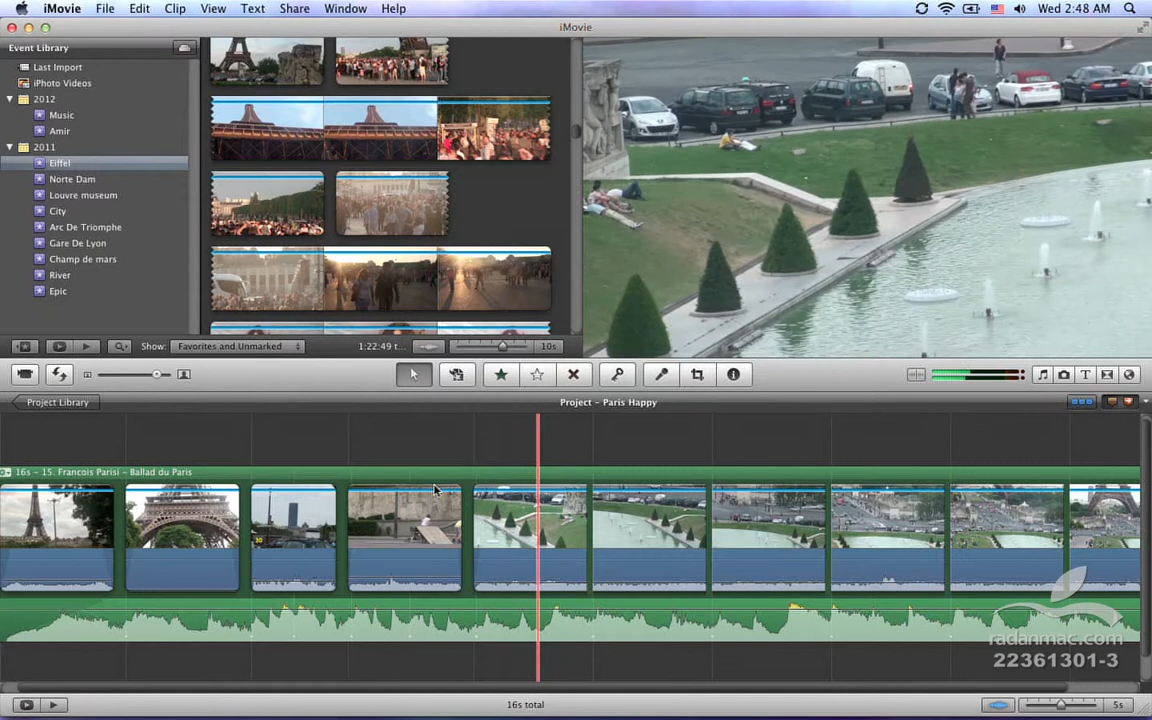 iMovie File Edit Clip View Text Share Window Help
Wed 2:48 AM
iMovie
Event Library
Last Import
iPhoto Videos
2012
Music
Amir
2011
Eiffel
Norte Dam
Louvre museum
City
Arc De Triomphe
Gare De Lyon
Champ de mars
River
Epic
Show: Favorites and Unmarked
1:22:49 t...
10s
Project Library
Project - Paris Happy
16s - 15. Francois Parisi - Ballad du Paris
30
radanmac.com
22361301-3
16s total
5s